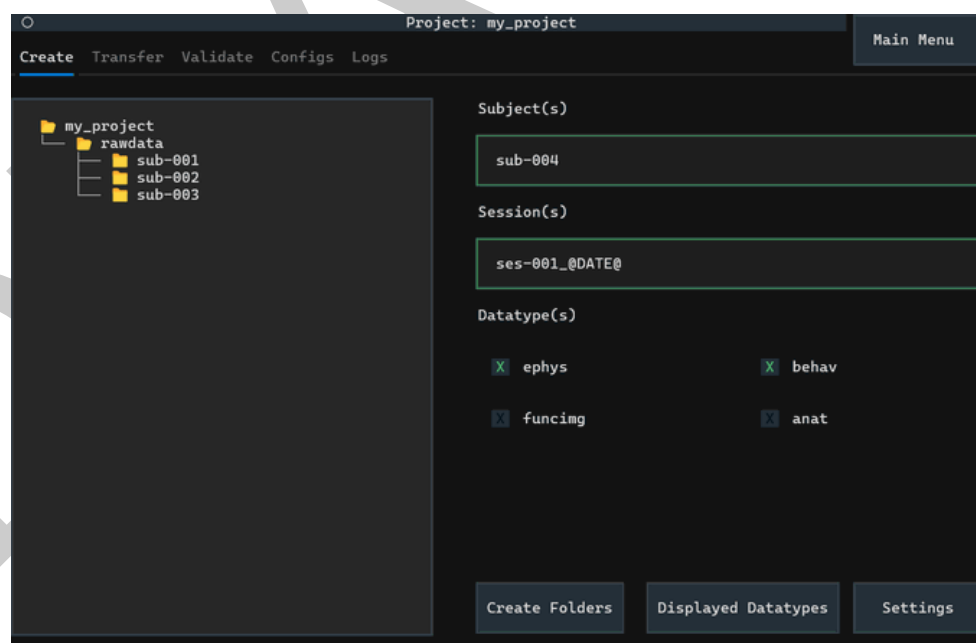 Project: my_project
Main Menu
Create Transfer Validate Configs Logs
my_project
rawdata
sub-001
sub-002
sub-003
Subject(s)
sub-004
Session(s)
ses-001_@DATE@
Datatype(s)
X ephys X behav
X funcimg X anat
Create Folders Displayed Datatypes Settings